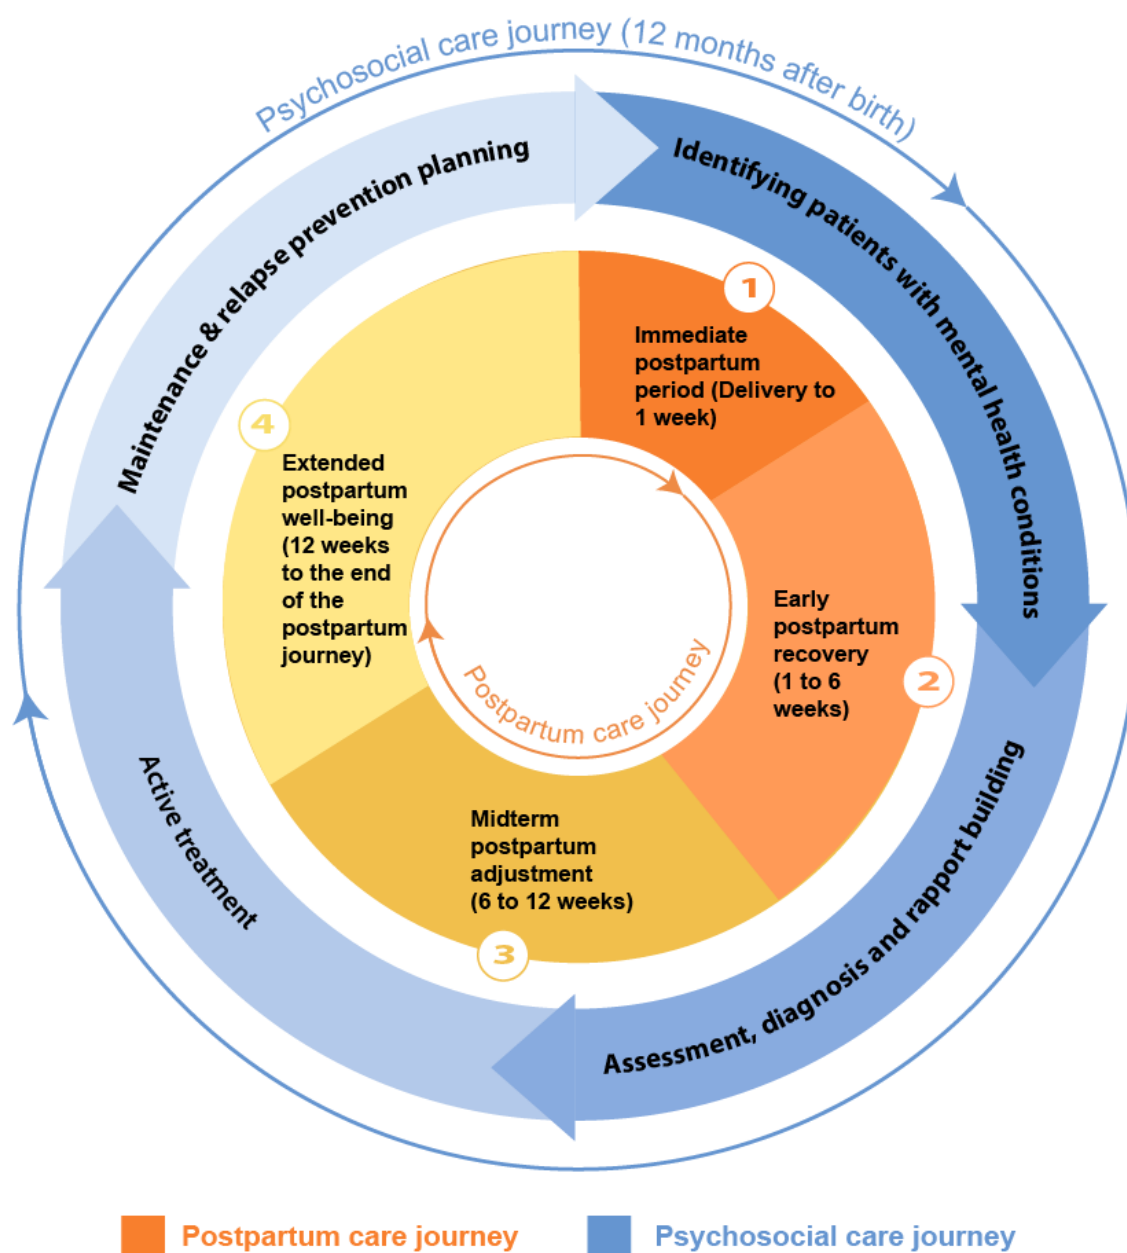 Psychosocial care journey (12 months after birth)
Maintenance & relapse prevention planning
Identifying patients with mental health conditions
1
Immediate
postpartum
period (Delivery to
1 week)
4
Extended
postpartum
well-being
(12 weeks
to the end
of the
postpartum
journey)
Early
postpartum
recovery
(1 to 6
weeks)
2
Postpartum care journey
Midterm
postpartum
adjustment
(6 to 12 weeks)
3
Active treatment
Assessment, diagnosis and rapport building
Postpartum care journey
Psychosocial care journey